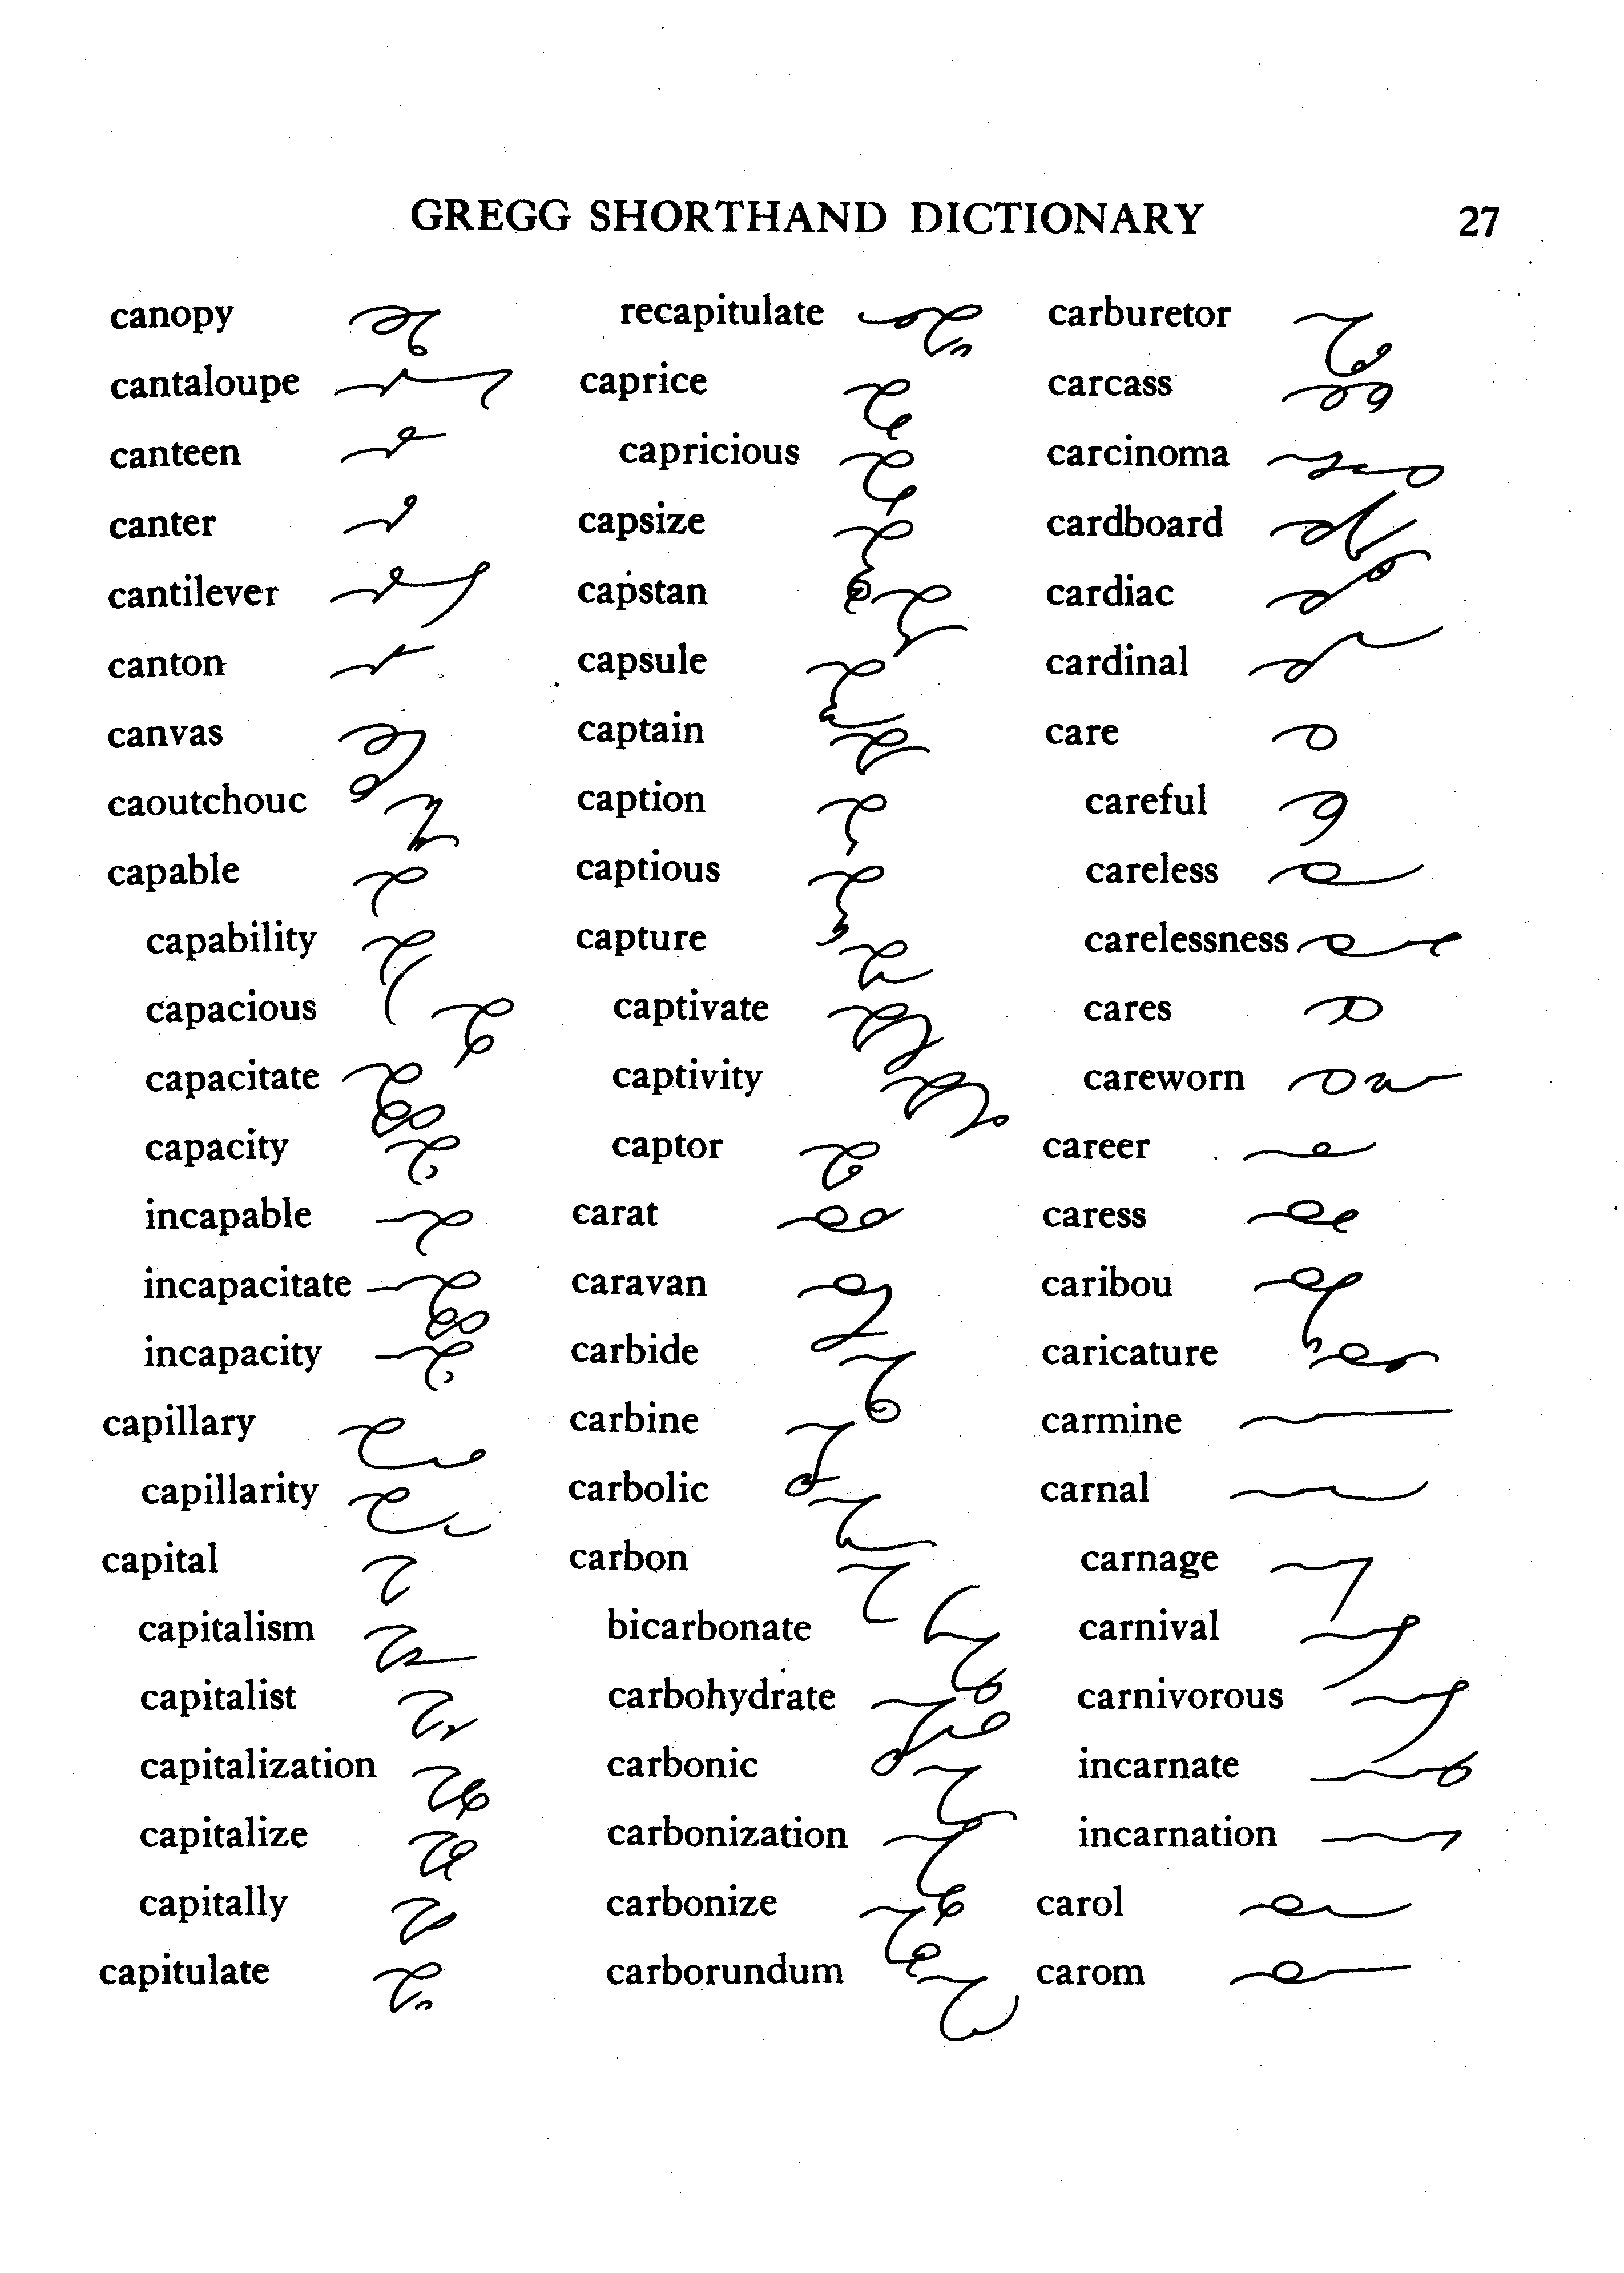 GREGG SHORTHAND DICTIONARY 27
canopy
cantaloupe
canteen
canter
cantilever
canton
canvas
caoutchouc
capable
capability
capacious
capacitate
capacity
incapable
incapacitate
incapacity
capillary
capillarity
capital
capitalism
capitalist
capitalization
capitalize
capitally
capitulate
recapitulate
caprice
capricious
capsize
capstan
capsule
captain
caption
captious
capture
captivate
captivity
captor
carat
caravan
carbide
carbine
carbolic
carbon
bicarbonate
carbohydrate
carbonic
carbonization
carbonize
carborundum
carburetor
carcass
carcinoma
cardboard
cardiac
cardinal
care
careful
careless
carelessness
cares
careworn
career
caress
caribou
caricature
carmine
carnal
carnage
carnival
carnivorous
incarnate
incarnation
carol
carom